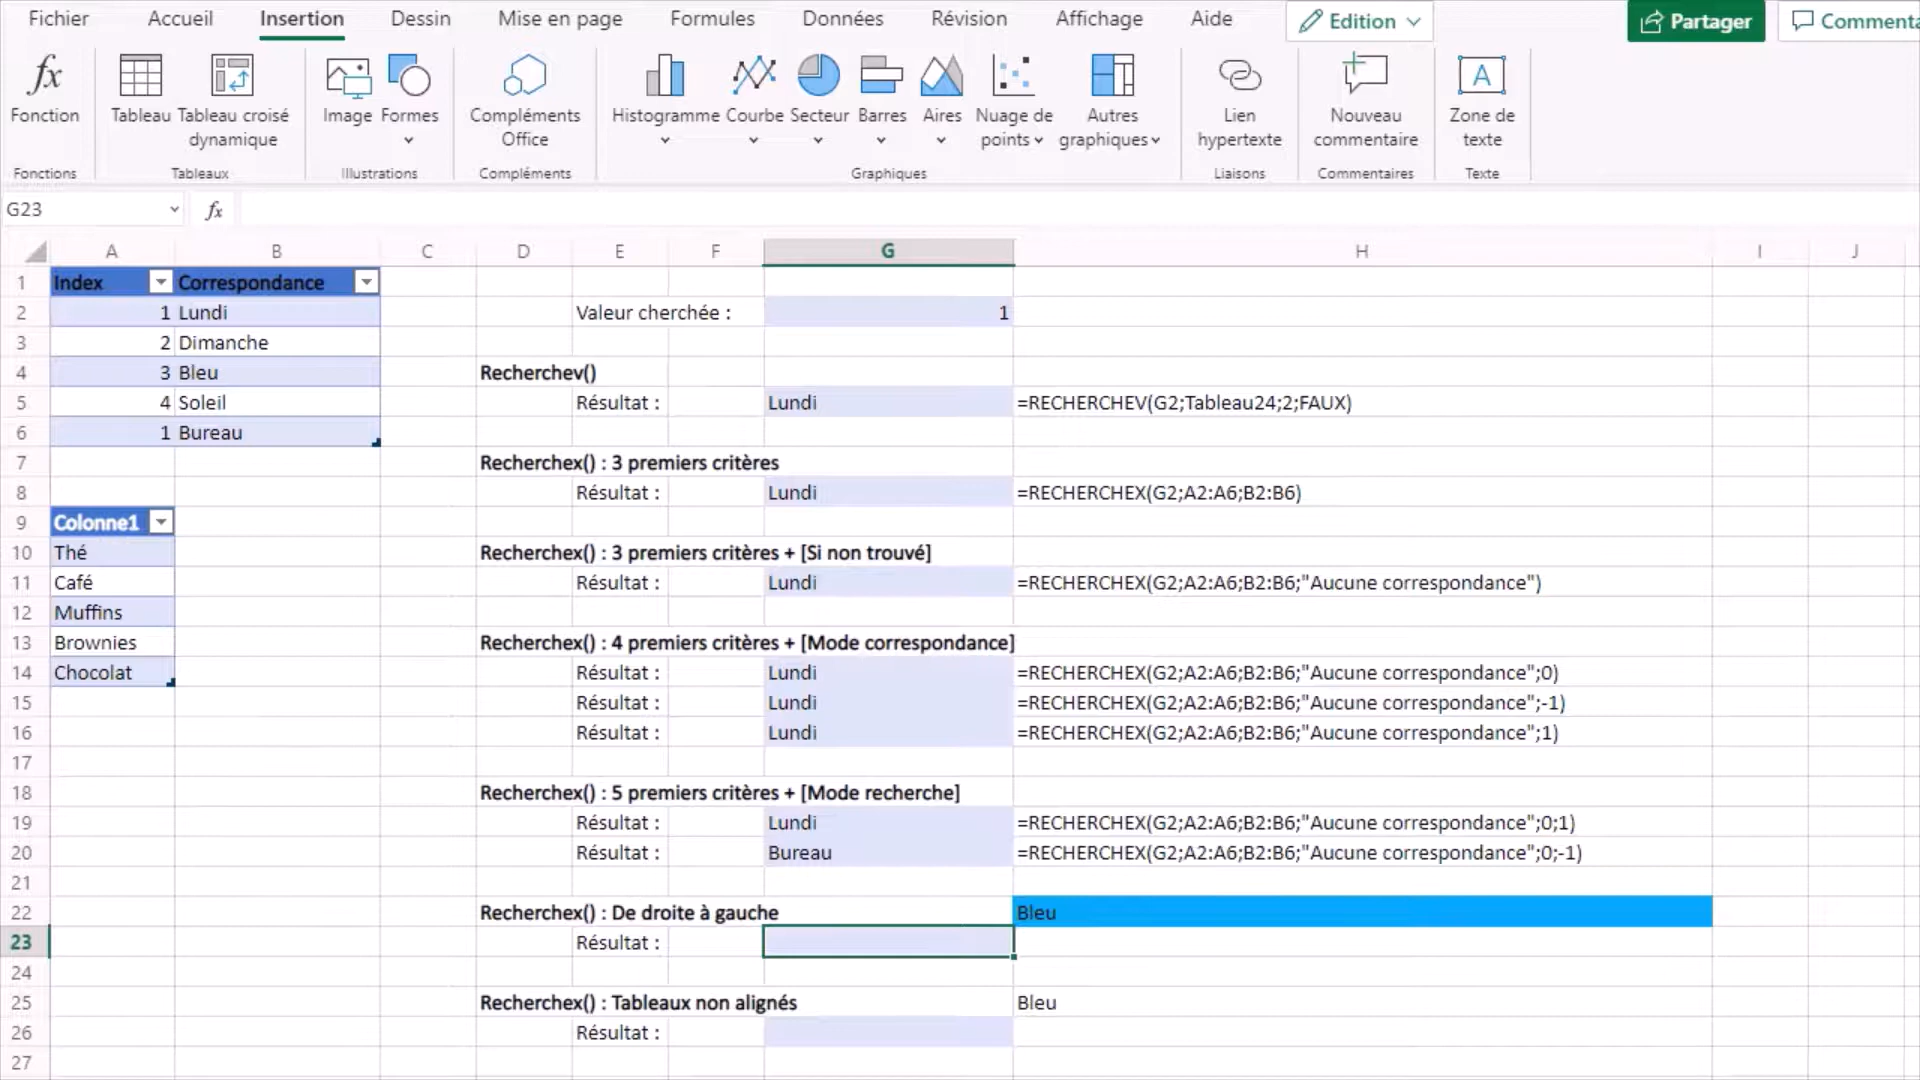 Fichier Accueil Insertion Dessin Mise en page Formules Données Révision Affichage Aide Edition Partager
fx
Fonction Tableau Tableau croisé dynamique Image Formes Compléments Office Histogramme Courbe Secteur Barres Aires Nuage de points Autres graphiques Lien hypertexte Nouveau commentaire A Zone de texte
Fonctions Tableaux Illustrations Compléments Graphiques Liaisons Commentaires Texte
G23 fx
A B C D E F G H I J
1 Index Correspondance
2 1 Lundi Valeur cherchée : 1
3 2 Dimanche
4 3 Bleu Recherchev()
5 4 Soleil Résultat : Lundi =RECHERCHEV(G2;Tableau24;2;FAUX)
6 1 Bureau
7 Recherchex() : 3 premiers critères
8 Résultat : Lundi =RECHERCHEX(G2;A2:A6;B2:B6)
9 Colonne1
10 Thé Recherchex() : 3 premiers critères + [Si non trouvé]
11 Café Résultat : Lundi =RECHERCHEX(G2;A2:A6;B2:B6;"Aucune correspondance")
12 Muffins
13 Brownies Recherchex() : 4 premiers critères + [Mode correspondance]
14 Chocolat Résultat : Lundi =RECHERCHEX(G2;A2:A6;B2:B6;"Aucune correspondance";0)
15 Résultat : Lundi =RECHERCHEX(G2;A2:A6;B2:B6;"Aucune correspondance";-1)
16 Résultat : Lundi =RECHERCHEX(G2;A2:A6;B2:B6;"Aucune correspondance";1)
17
18 Recherchex() : 5 premiers critères + [Mode recherche]
19 Résultat : Lundi =RECHERCHEX(G2;A2:A6;B2:B6;"Aucune correspondance";0;1)
20 Résultat : Bureau =RECHERCHEX(G2;A2:A6;B2:B6;"Aucune correspondance";0;-1)
21
22 Recherchex() : De droite à gauche Bleu
23 Résultat :
24
25 Recherchex() : Tableaux non alignés Bleu
26 Résultat :
27